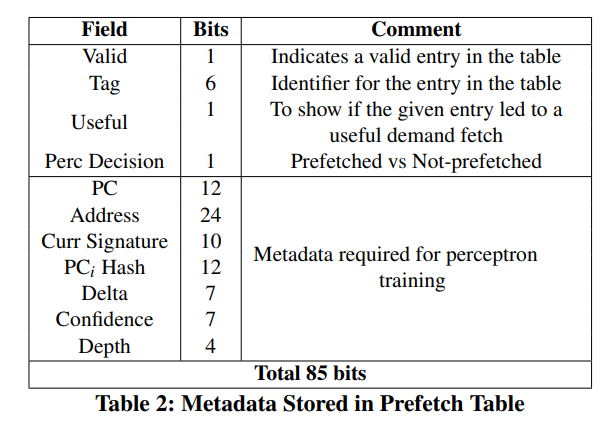 Field Bits Comment
Valid 1 Indicates a valid entry in the table
Tag 6 Identifier for the entry in the table
Useful 1 To show if the given entry led to a
useful demand fetch
Perc Decision 1 Prefetched vs Not-prefetched
PC 12
Address 24
Curr Signature 10
PCi Hash 12
Delta 7
Confidence 7
Depth 4
Metadata required for perceptron
training
Total 85 bits
Table 2: Metadata Stored in Prefetch Table